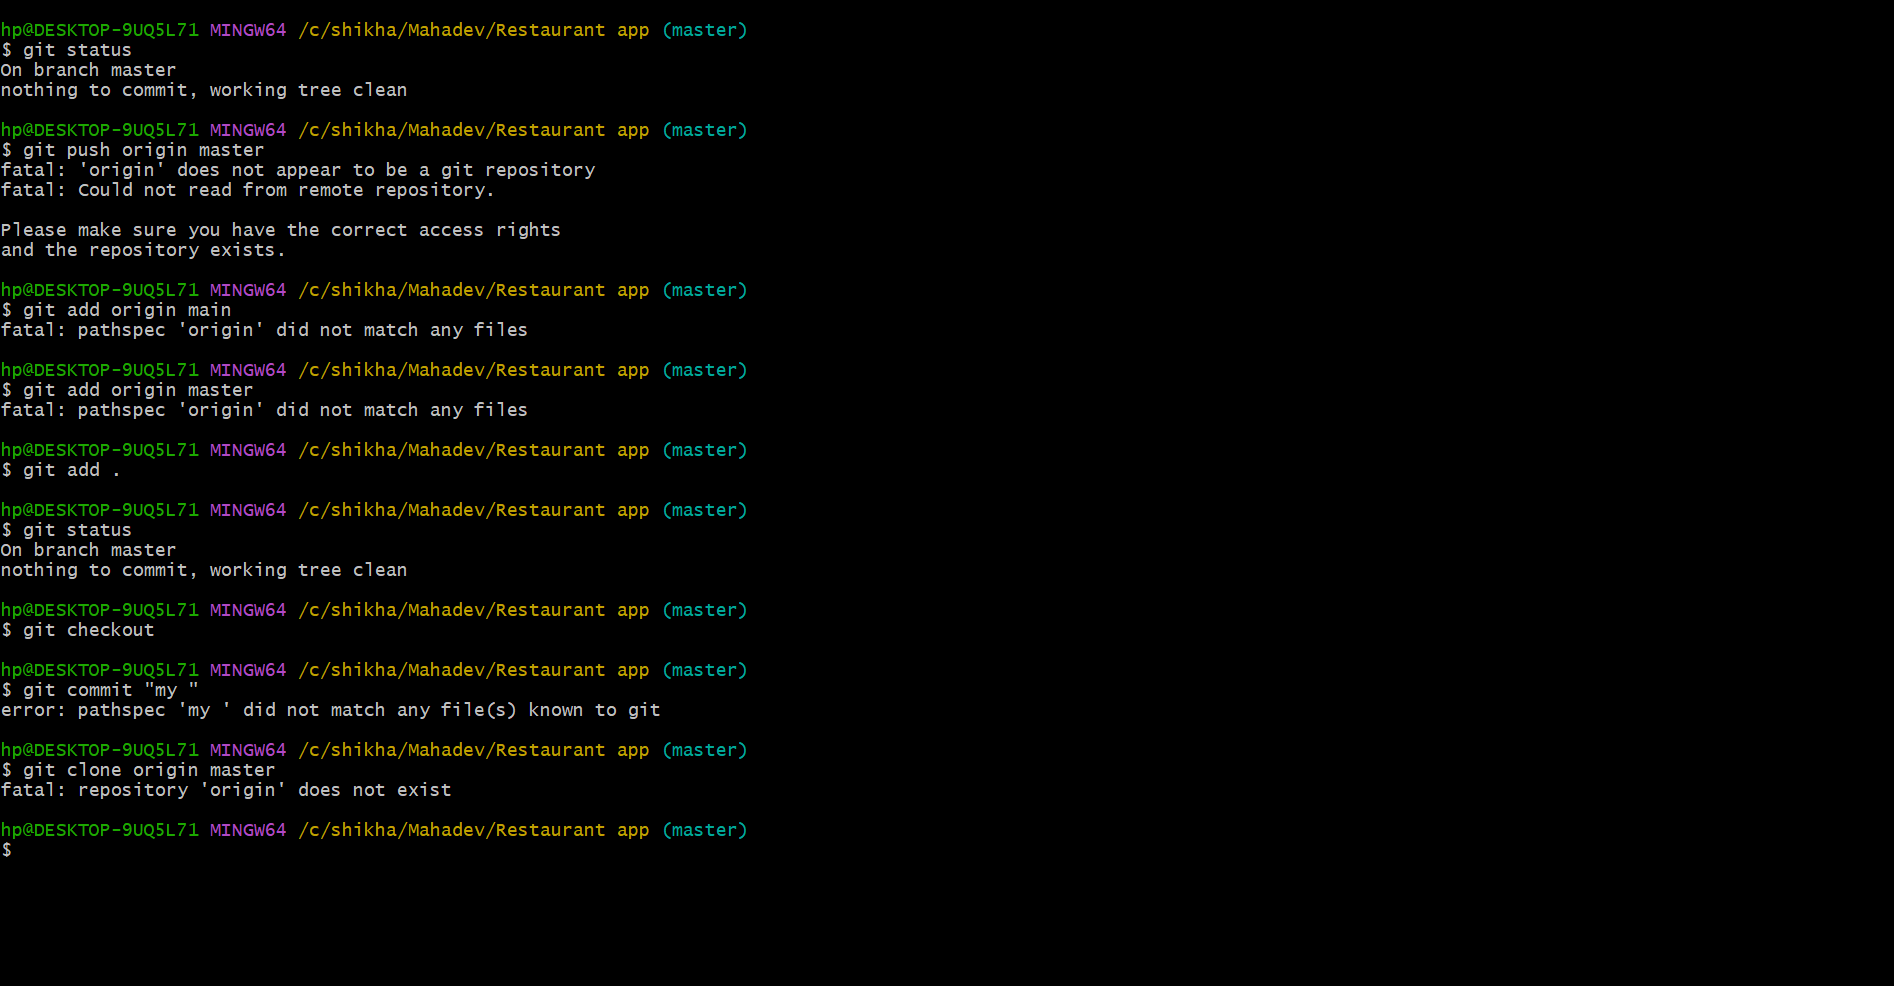 hp@DESKTOP-9UQ5L71 MINGW64 /c/shikha/Mahadev/Restaurant app (master)
$ git status
On branch master
nothing to commit, working tree clean
hp@DESKTOP-9UQ5L71 MINGW64 /c/shikha/Mahadev/Restaurant app (master)
$ git push origin master
fatal: 'origin' does not appear to be a git repository
fatal: Could not read from remote repository.
Please make sure you have the correct access rights
and the repository exists.
hp@DESKTOP-9UQ5L71 MINGW64 /c/shikha/Mahadev/Restaurant app (master)
$ git add origin main
fatal: pathspec 'origin' did not match any files
hp@DESKTOP-9UQ5L71 MINGW64 /c/shikha/Mahadev/Restaurant app (master)
$ git add origin master
fatal: pathspec 'origin' did not match any files
hp@DESKTOP-9UQ5L71 MINGW64 /c/shikha/Mahadev/Restaurant app (master)
$ git add .
hp@DESKTOP-9UQ5L71 MINGW64 /c/shikha/Mahadev/Restaurant app (master)
$ git status
On branch master
nothing to commit, working tree clean
hp@DESKTOP-9UQ5L71 MINGW64 /c/shikha/Mahadev/Restaurant app (master)
$ git checkout
hp@DESKTOP-9UQ5L71 MINGW64 /c/shikha/Mahadev/Restaurant app (master)
$ git commit "my "
error: pathspec 'my ' did not match any file(s) known to git
hp@DESKTOP-9UQ5L71 MINGW64 /c/shikha/Mahadev/Restaurant app (master)
$ git clone origin master
fatal: repository 'origin' does not exist
hp@DESKTOP-9UQ5L71 MINGW64 /c/shikha/Mahadev/Restaurant app (master)
$